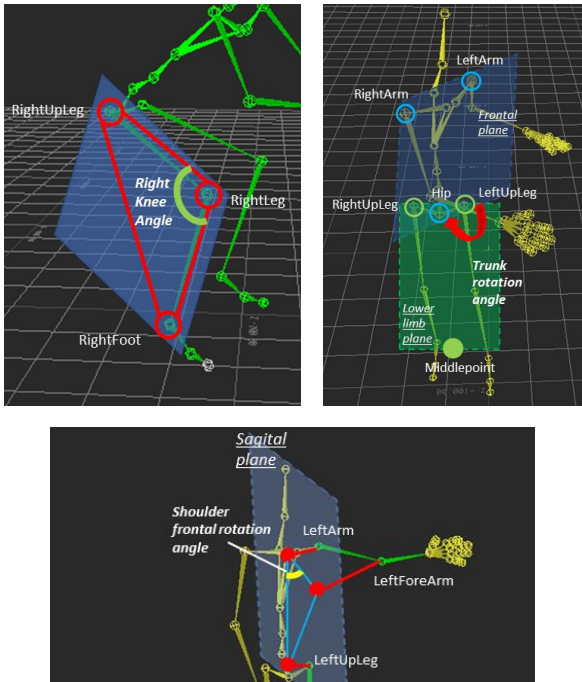 RightUpLeg
Right
Knee
Angle
RightLeg
RightFoot
LeftArm
RightArm
Frontal
plane
RightUpLeg
Hip
LeftUpLeg
Trunk
rotation
angle
Lower
limb
plane
Middlepoint
Sagital
plane
Shoulder
frontal rotation
angle
LeftArm
LeftForeArm
LeftUpLeg